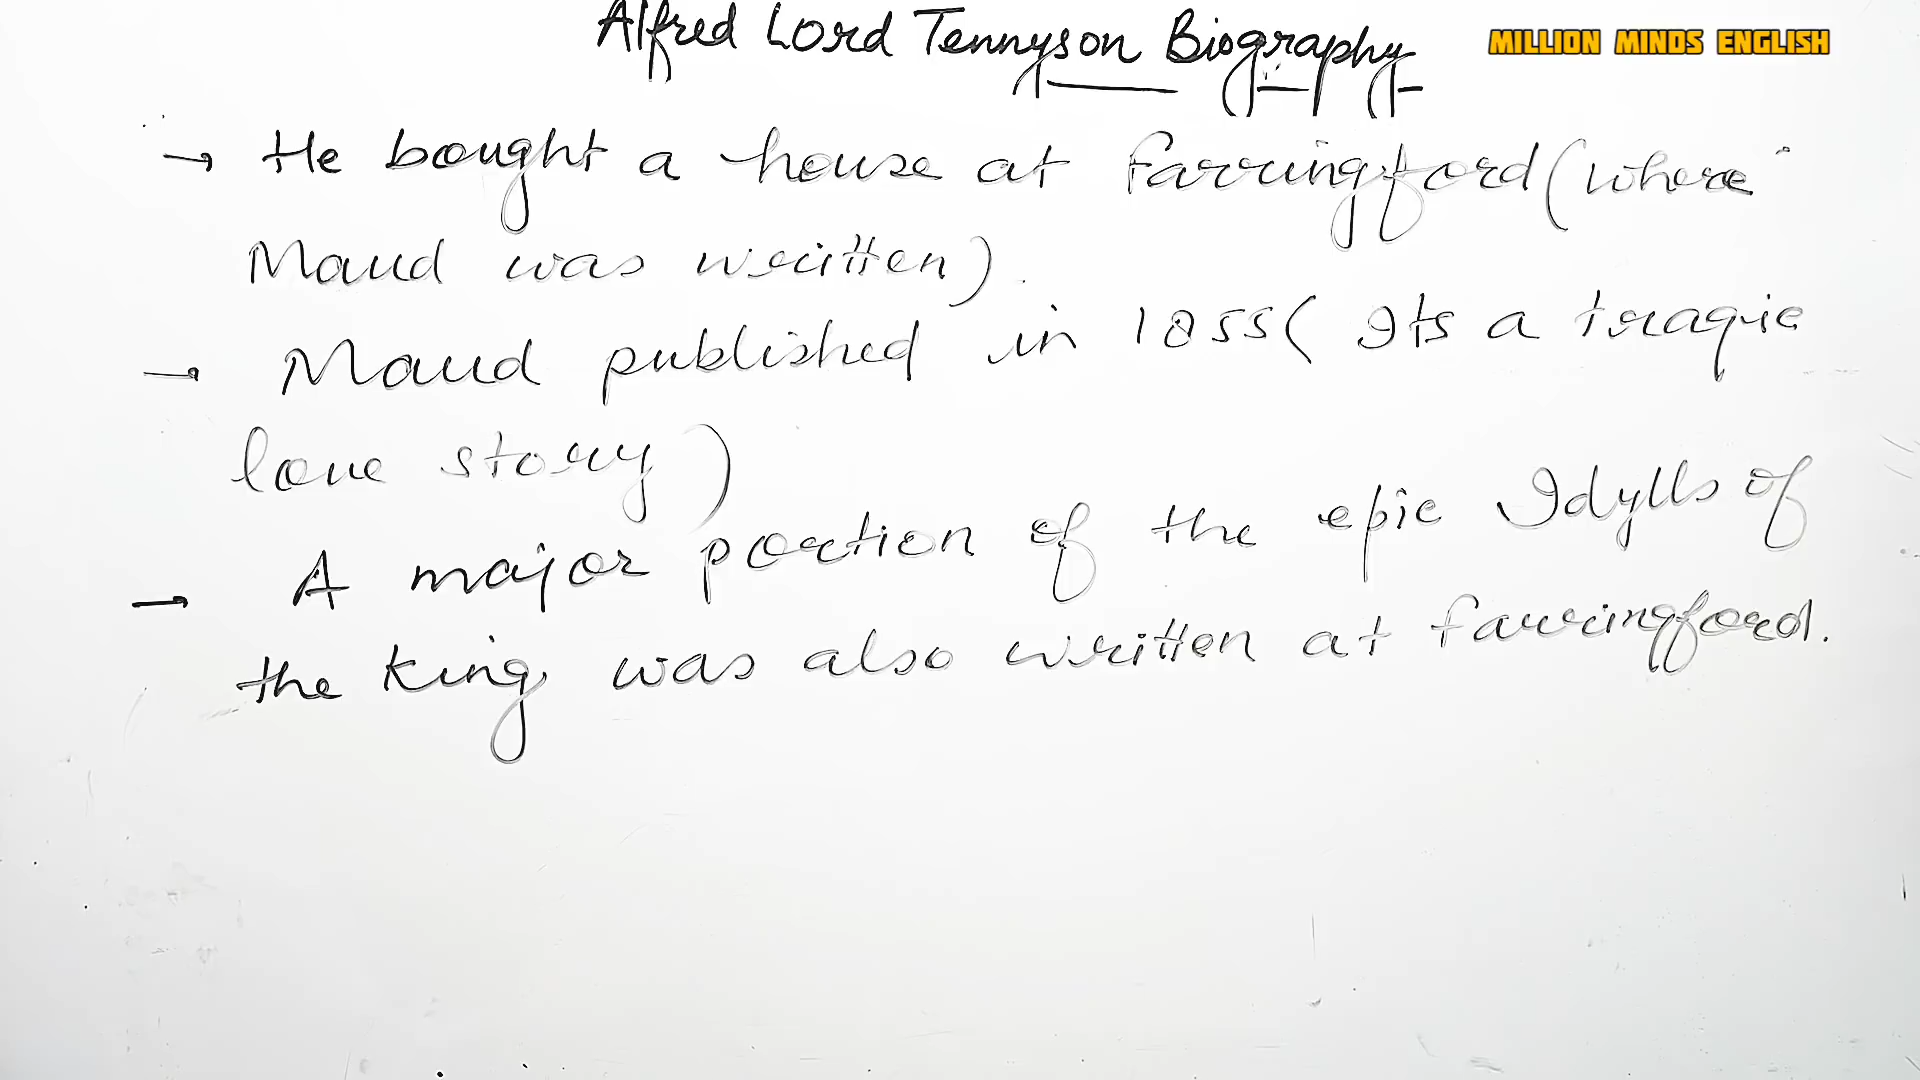 Alfred Lord Tennyson Biography
MILLION MINDS ENGLISH
→ He bought a house at Farringford (where
Maud was written)
→ Maud published in 1855 ( Its a tragic
love story)
→ A major portion of the epic Idylls of
the King was also written at farringford.